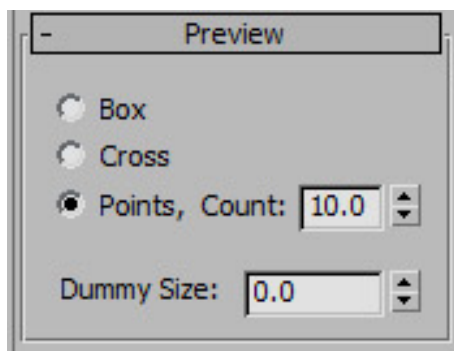 - Preview
Box
Cross
Points, Count: 10.0
Dummy Size: 0.0